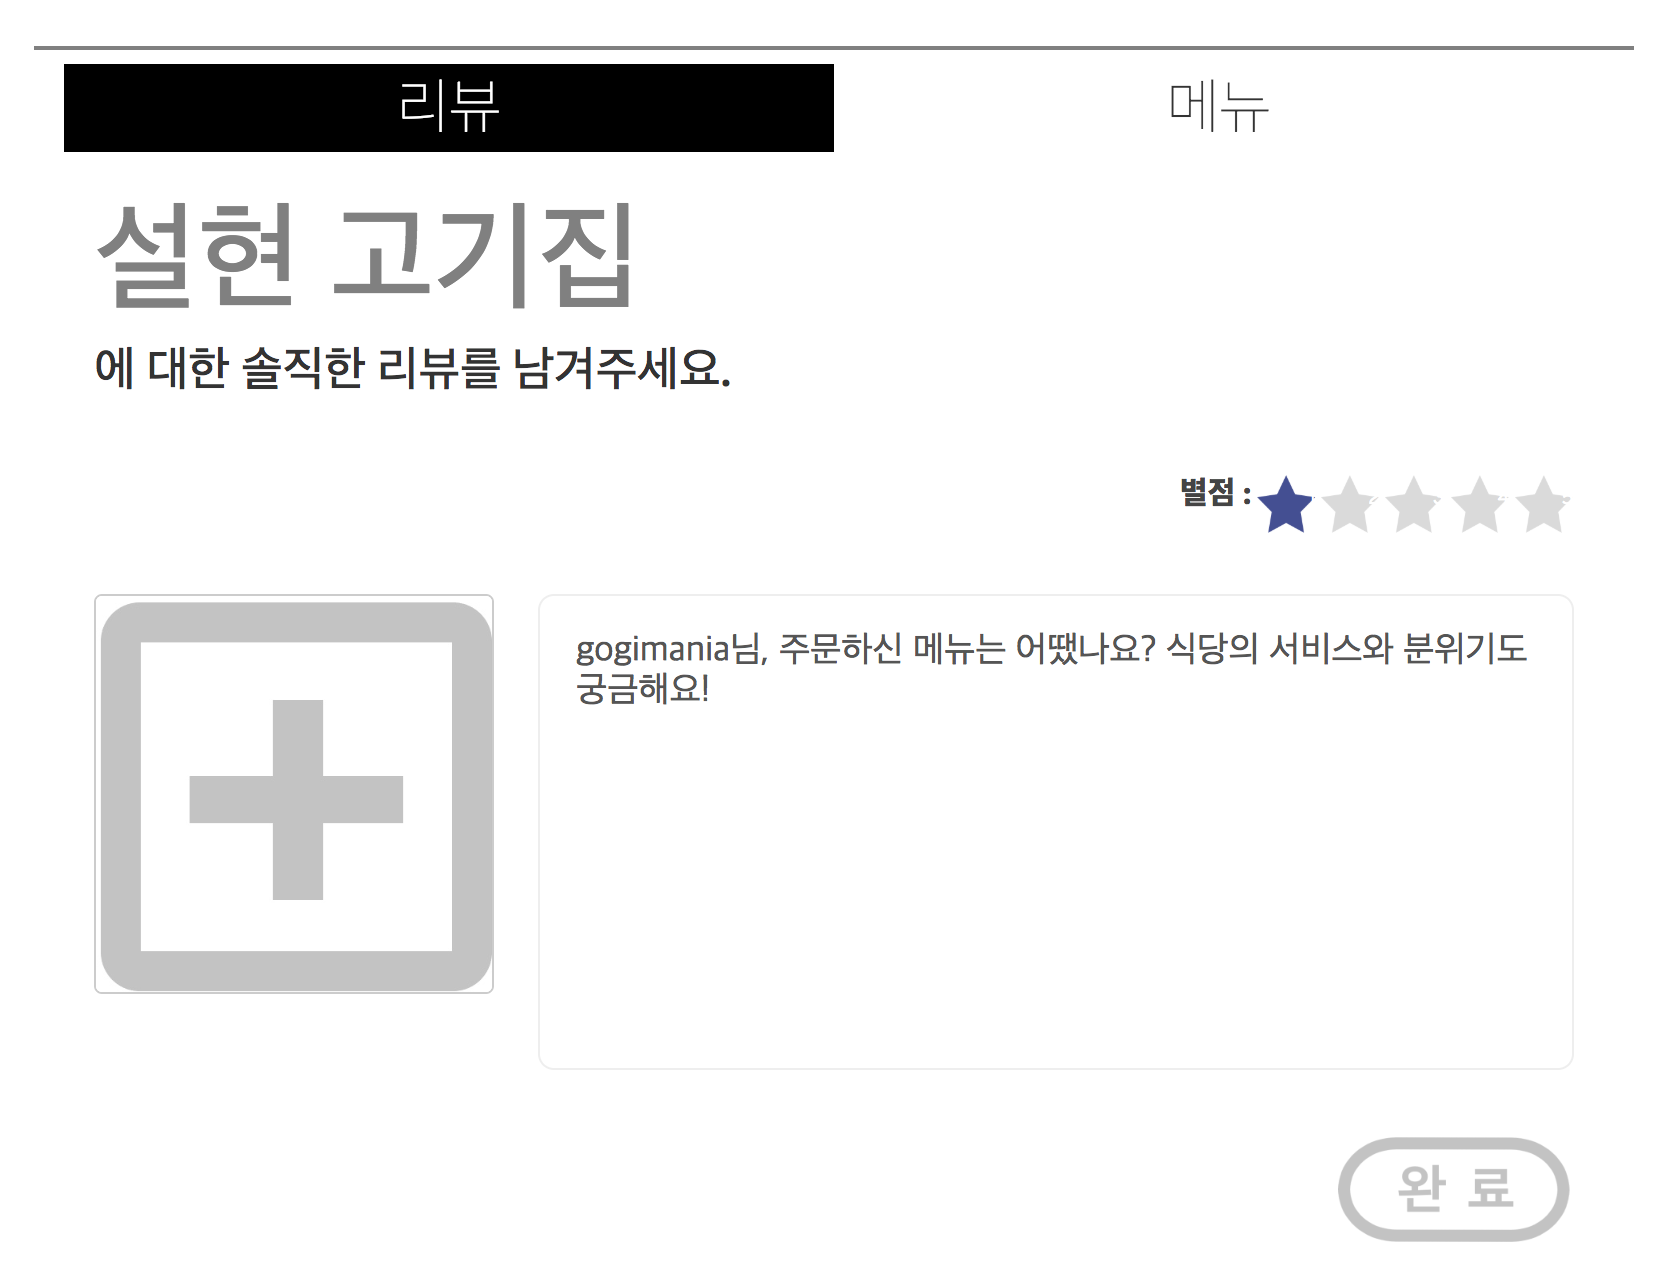 리뷰
메뉴
설현 고기집
에 대한 솔직한 리뷰를 남겨주세요.
별점 :
gogimania님, 주문하신 메뉴는 어땠나요? 식당의 서비스와 분위기도
궁금해요!
완 료